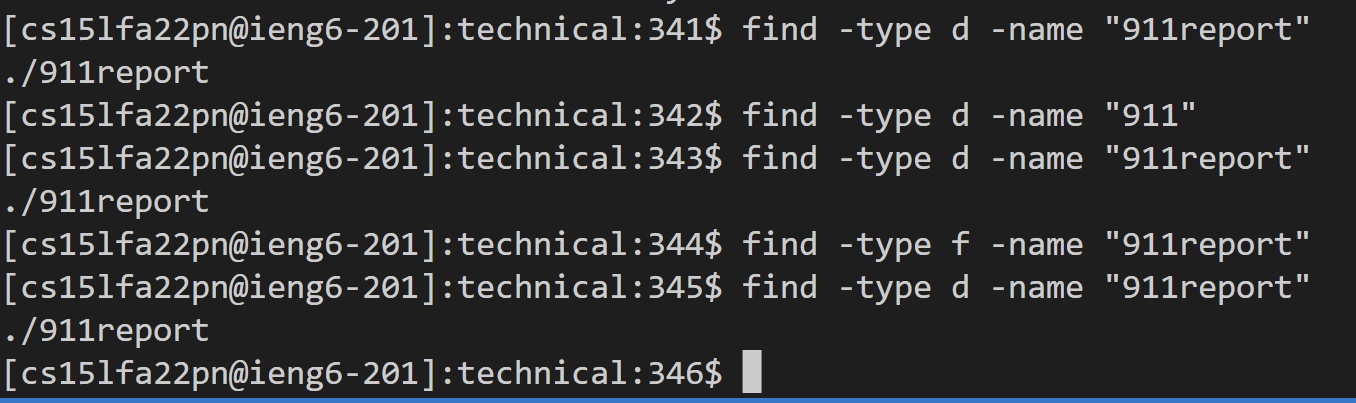 [cs15lfa22pn@ieng6-201]:technical:341$ find -type d -name "911report"
./911report
[cs15lfa22pn@ieng6-201]:technical:342$ find -type d -name "911"
[cs15lfa22pn@ieng6-201]:technical:343$ find -type d -name "911report"
./911report
[cs15lfa22pn@ieng6-201]:technical:344$ find -type f -name "911report"
[cs15lfa22pn@ieng6-201]:technical:345$ find -type d -name "911report"
./911report
[cs15lfa22pn@ieng6-201]:technical:346$